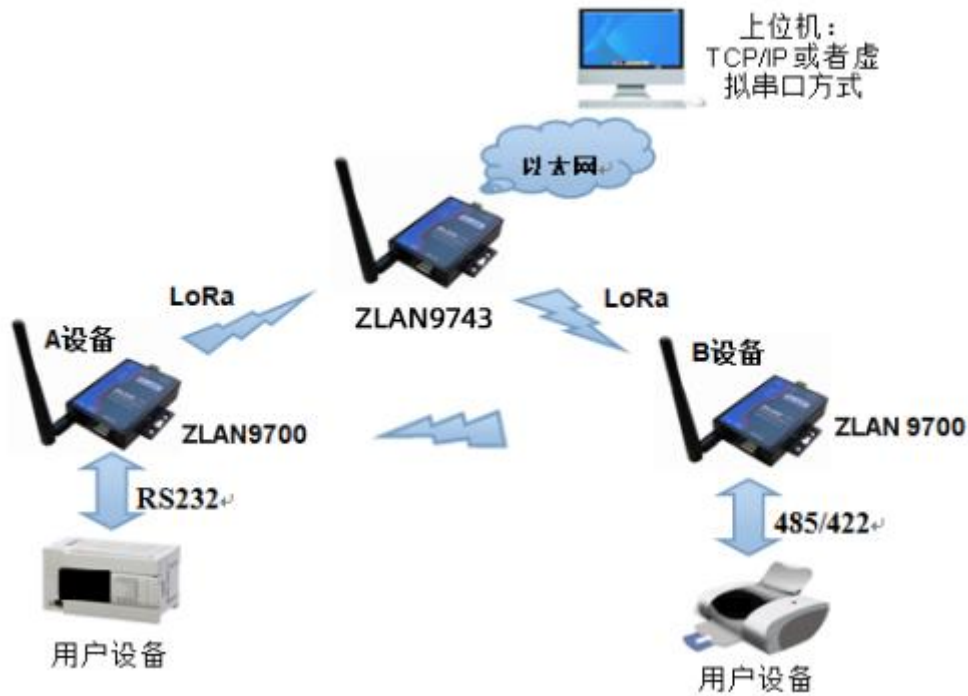 上位机：
TCP/IP或者虚
拟串口方式
以太网↵
LoRa
LoRa
ZLAN9743
A设备
B设备
ZLAN9700
ZLAN 9700
RS232↵
485/422↵
用户设备
用户设备